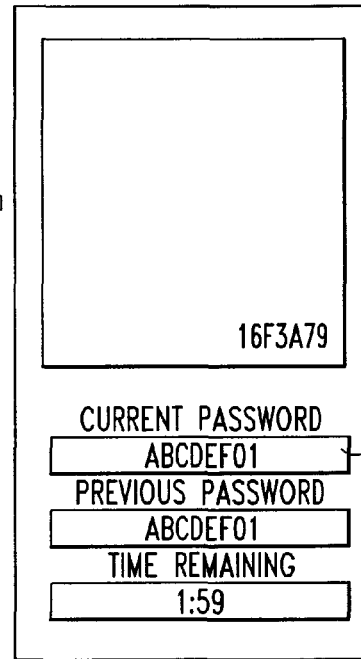 16F3A79
CURRENT PASSWORD
ABCDEF01
PREVIOUS PASSWORD
ABCDEF01
TIME REMAINING
1:59